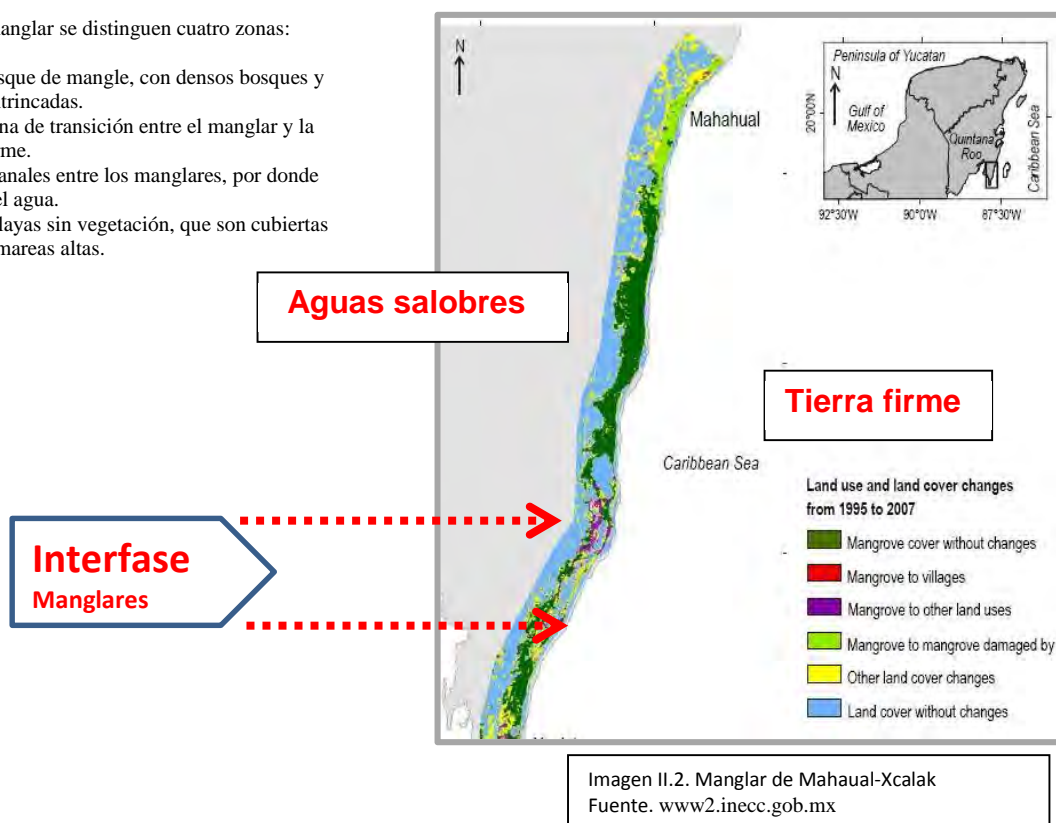 anglar se distinguen cuatro zonas:
sque de mangle, con densos bosques y
trincadas.
na de transición entre el manglar y la
rme.
anales entre los manglares, por donde
el agua.
layas sin vegetación, que son cubiertas
mareas altas.
Aguas salobres
Tierra firme
Interfase
Manglares
N
Mahahual
Caribbean Sea
Peninsula of Yucatan
N
Gulf of
Mexico
Quintana
Roo
Caribbean Sea
20°00'N
92°30'W 90°0'W 87°30'W
Land use and land cover changes
from 1995 to 2007
Mangrove cover without changes
Mangrove to villages
Mangrove to other land uses
Mangrove to mangrove damaged by
Other land cover changes
Land cover without changes
Imagen II.2. Manglar de Mahaual-Xcalak
Fuente. www2.inecc.gob.mx